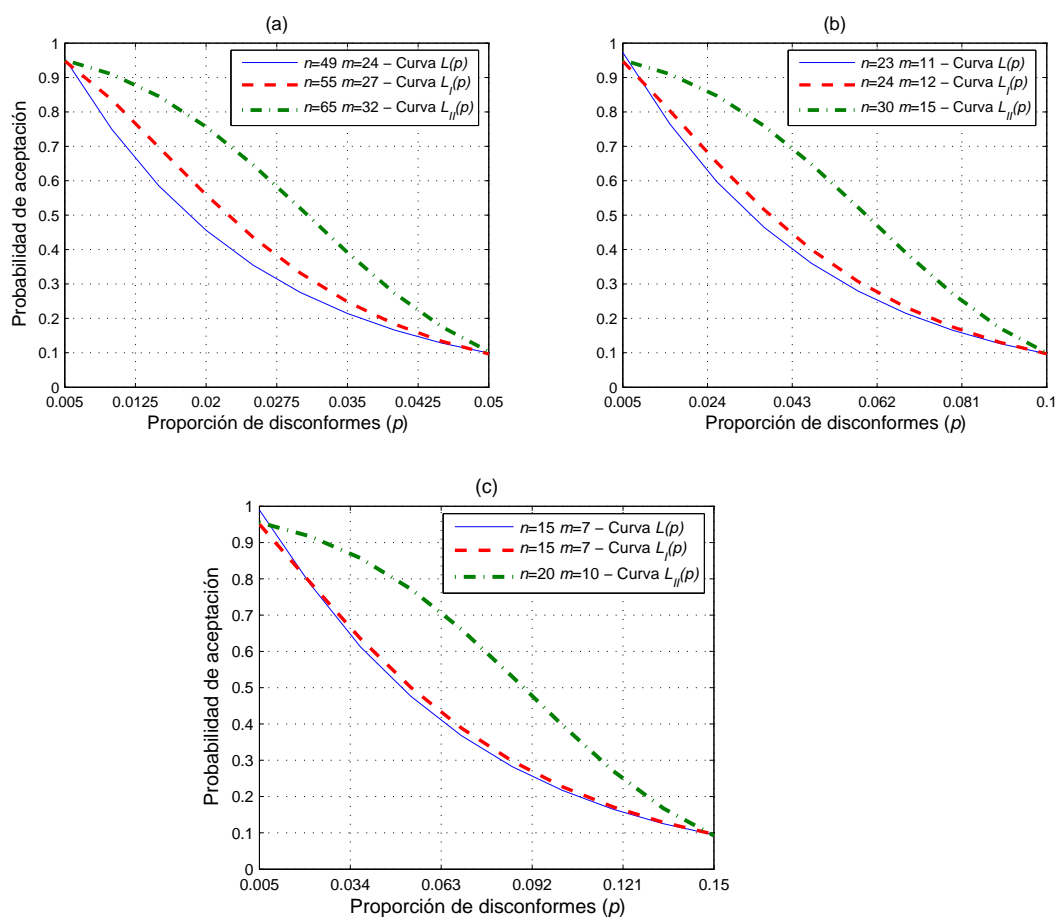 (a)
n=49 m=24 – Curva L(p)
n=55 m=27 – Curva L_I(p)
n=65 m=32 – Curva L_II(p)
Probabilidad de aceptación
1
0.9
0.8
0.7
0.6
0.5
0.4
0.3
0.2
0.1
0
0.005 0.0125 0.02 0.0275 0.035 0.0425 0.05
Proporción de disconformes (p)
(b)
n=23 m=11 – Curva L(p)
n=24 m=12 – Curva L_I(p)
n=30 m=15 – Curva L_II(p)
1
0.9
0.8
0.7
0.6
0.5
0.4
0.3
0.2
0.1
0
0.005 0.024 0.043 0.062 0.081 0.1
Proporción de disconformes (p)
(c)
n=15 m=7 – Curva L(p)
n=15 m=7 – Curva L_I(p)
n=20 m=10 – Curva L_II(p)
Probabilidad de aceptación
1
0.9
0.8
0.7
0.6
0.5
0.4
0.3
0.2
0.1
0
0.005 0.034 0.063 0.092 0.121 0.15
Proporción de disconformes (p)